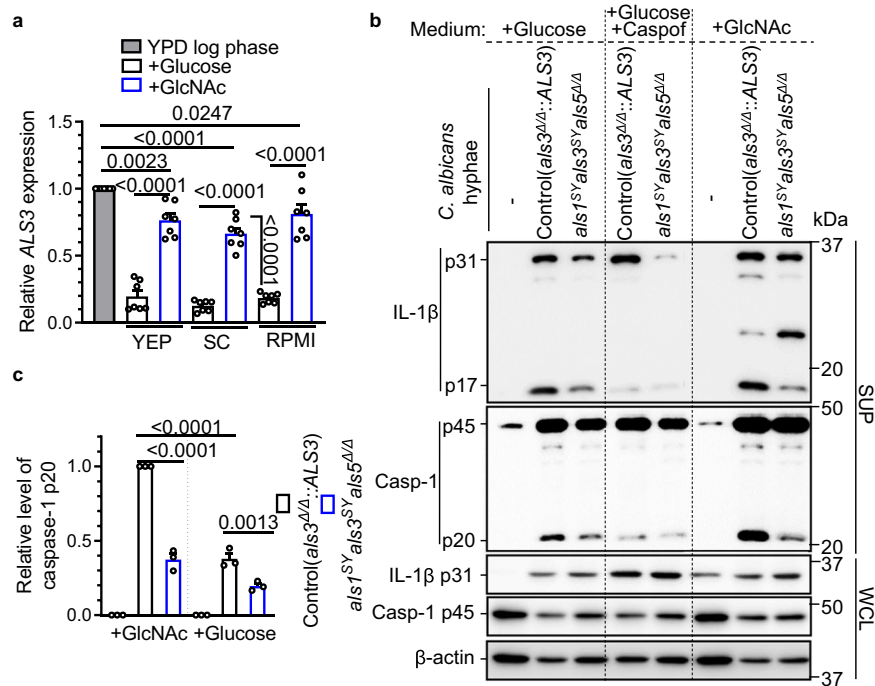 a
YPD log phase
+Glucose
+GlcNAc
Relative ALS3 expression
1.5
1.0
0.5
0.0
0.0247
<0.0001
0.0023
<0.0001
<0.0001
<0.0001
<0.0001
YEP
SC
RPMI
b
Medium:
+Glucose
+Glucose
+Caspof
+GlcNAc
C. albicans
hyphae
-
Control(als3Δ/Δ::ALS3)
als1SYals3SYals5Δ/Δ
Control(als3Δ/Δ::ALS3)
als1SYals3SYals5Δ/Δ
-
Control(als3Δ/Δ::ALS3)
als1SYals3SYals5Δ/Δ
kDa
IL-1β
p31
p17
37
20
Casp-1
p45
p20
50
20
SUP
IL-1β p31
37
Casp-1 p45
50
β-actin
37
WCL
c
Relative level of
caspase-1 p20
1.0
0.5
0.0
<0.0001
<0.0001
0.0013
+GlcNAc
+Glucose
Control(als3Δ/Δ::ALS3)
als1SYals3SYals5Δ/Δ